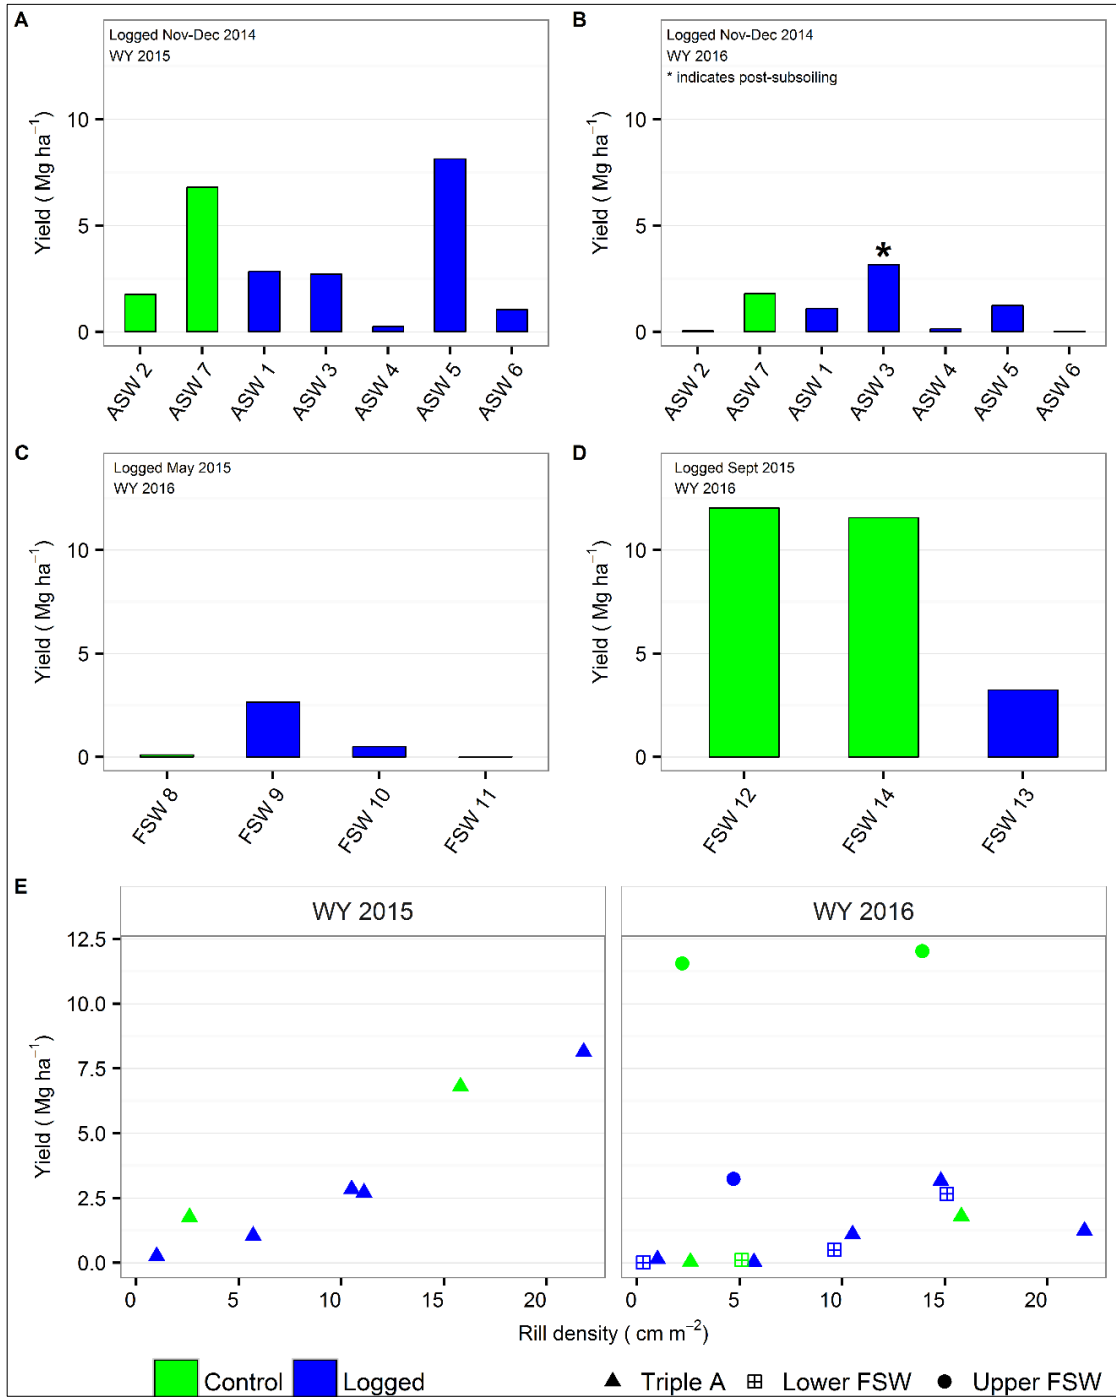 A
Logged Nov-Dec 2014
WY 2015
Yield ( Mg ha⁻¹)
10
5
0
ASW 2
ASW 7
ASW 1
ASW 3
ASW 4
ASW 5
ASW 6
B
Logged Nov-Dec 2014
WY 2016
* indicates post-subsoiling
Yield ( Mg ha⁻¹)
10
5
0
*
ASW 2
ASW 7
ASW 1
ASW 3
ASW 4
ASW 5
ASW 6
C
Logged May 2015
WY 2016
Yield ( Mg ha⁻¹)
10
5
0
FSW 8
FSW 9
FSW 10
FSW 11
D
Logged Sept 2015
WY 2016
Yield ( Mg ha⁻¹)
10
5
0
FSW 12
FSW 14
FSW 13
E
WY 2015
WY 2016
Yield ( Mg ha⁻¹)
12.5
10.0
7.5
5.0
2.5
0.0
0 5 10 15 20
0 5 10 15 20
Rill density ( cm m⁻²)
Control Logged Triple A Lower FSW Upper FSW